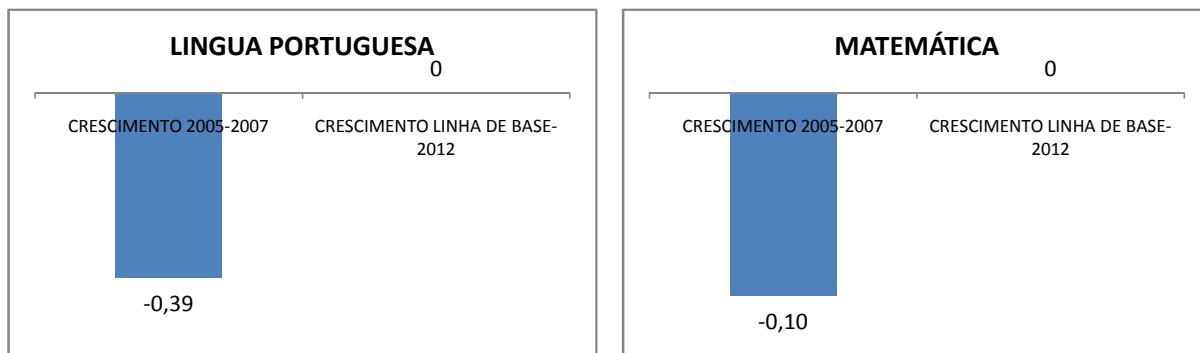 LINGUA PORTUGUESA
0
CRESCIMENTO 2005-2007
CRESCIMENTO LINHA DE BASE-
2012
-0,39
MATEMÁTICA
0
CRESCIMENTO 2005-2007
CRESCIMENTO LINHA DE BASE-
2012
-0,10